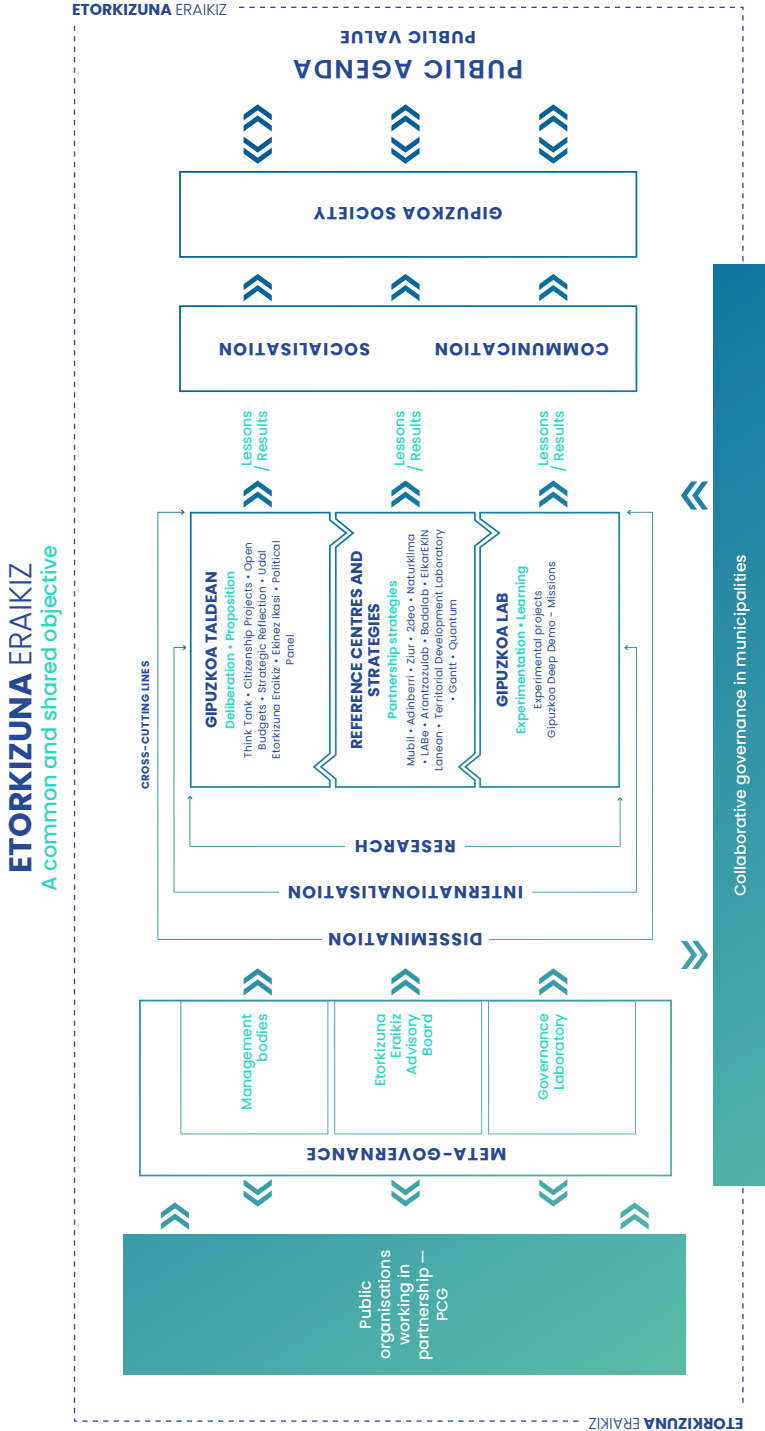 ETORKIZUNA ERAIKIZ
A common and shared objective
ETORKIZUNA ERAIKIZ
ETORKIZUNA ERAIKIZ
Public
organisations
working in
partnership –
PCG
META-GOVERNANCE
Management
bodies
Etorkizuna
Eraikiz
Advisory
Board
Governance
Laboratory
DISSEMINATION
INTERNATIONALISATION
RESEARCH
CROSS-CUTTING LINES
GIPUZKOA TALDEAN
Deliberation • Proposition
Think Tank • Citizenship Projects • Open
Budgets • Strategic Reflection • Udal
Etorkizuna Eraikiz • Ekinez Ikasi • Political
Panel
REFERENCE CENTRES AND
STRATEGIES
Partnership strategies
Mubil • Adinberri • Ziur • 2deo • Naturklima
• LABe • Arantzazulab • Badalab • ElkarEKIN
Lanean • Territorial Development Laboratory
• Gantt • Quantum
GIPUZKOA LAB
Experimentation • Learning
Experimental projects
Gipuzkoa Deep Demo - Missions
Lessons
/ Results
Lessons
/ Results
Lessons
/ Results
SOCIALISATION
COMMUNICATION
GIPUZKOA SOCIETY
PUBLIC AGENDA
PUBLIC VALUE
Collaborative governance in municipalities